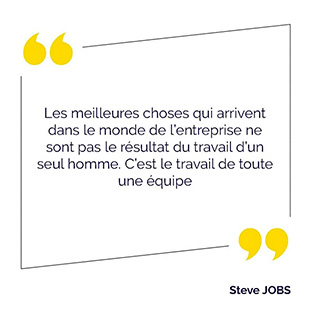 Les meilleures choses qui arrivent
dans le monde de l'entreprise ne
sont pas le résultat du travail d'un
seul homme. C'est le travail de toute
une équipe
Steve JOBS